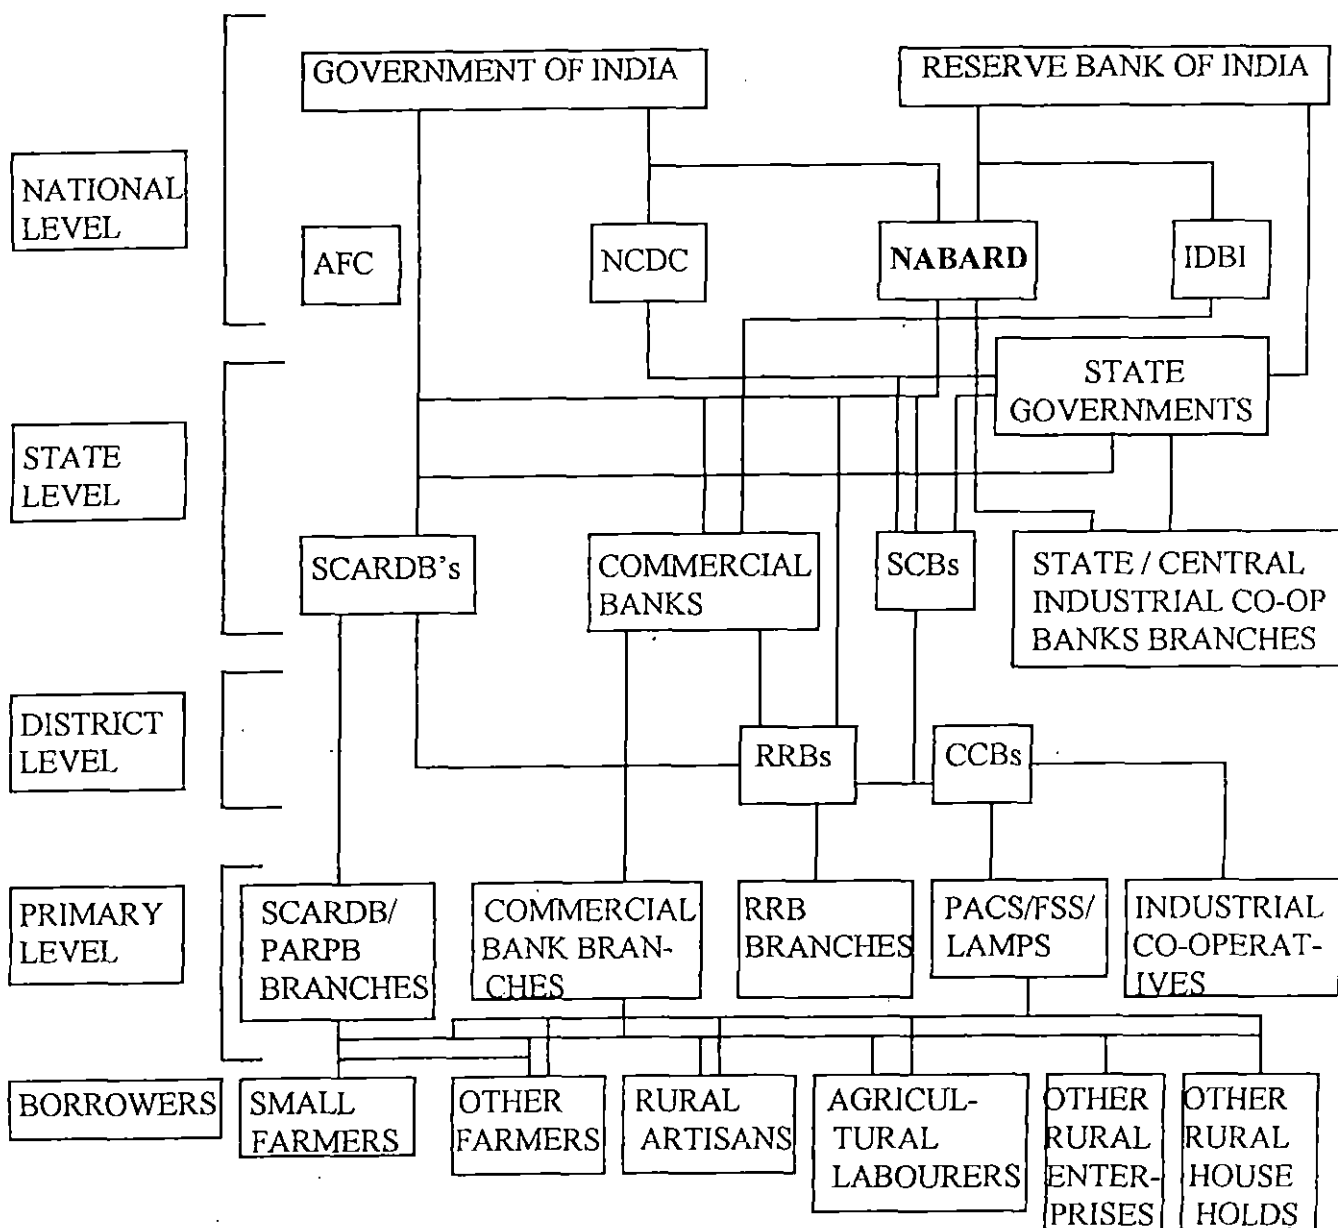 GOVERNMENT OF INDIA
RESERVE BANK OF INDIA
NATIONAL
LEVEL
AFC
NCDC
NABARD
IDBI
STATE
GOVERNMENTS
STATE
LEVEL
SCARDB's
COMMERCIAL
BANKS
SCBs
STATE / CENTRAL
INDUSTRIAL CO-OP
BANKS BRANCHES
DISTRICT
LEVEL
RRBs
CCBs
PRIMARY
LEVEL
SCARDB/
PARPB
BRANCHES
COMMERCIAL
BANK BRAN-
CHES
RRB
BRANCHES
PACS/FSS/
LAMPS
INDUSTRIAL
CO-OPERAT-
IVES
BORROWERS
SMALL
FARMERS
OTHER
FARMERS
RURAL
ARTISANS
AGRICUL-
TURAL
LABOURERS
OTHER
RURAL
ENTER-
PRISES
OTHER
RURAL
HOUSE
HOLDS